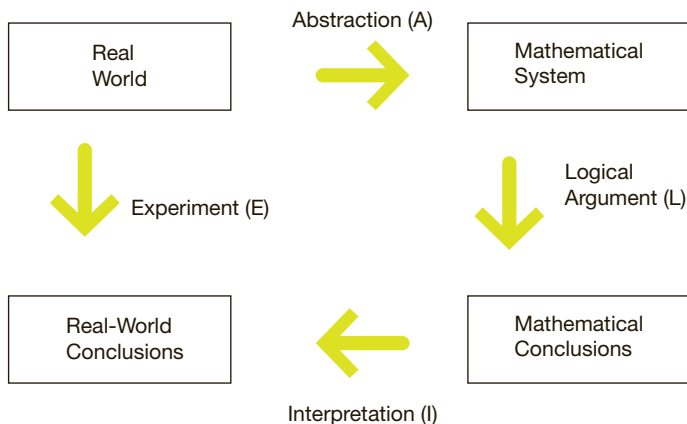 Abstraction (A)
Real
World
Mathematical
System
Experiment (E)
Logical
Argument (L)
Real-World
Conclusions
Mathematical
Conclusions
Interpretation (I)